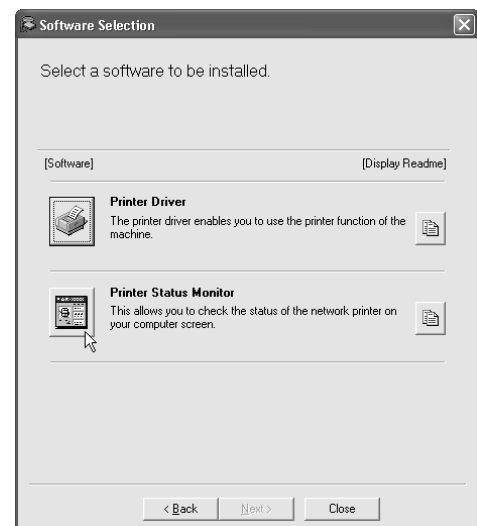 Software Selection
Select a software to be installed.
[Software] [Display Readme]
Printer Driver
The printer driver enables you to use the printer function of the
machine.
Printer Status Monitor
This allows you to check the status of the network printer on
your computer screen.
< Back Next > Close